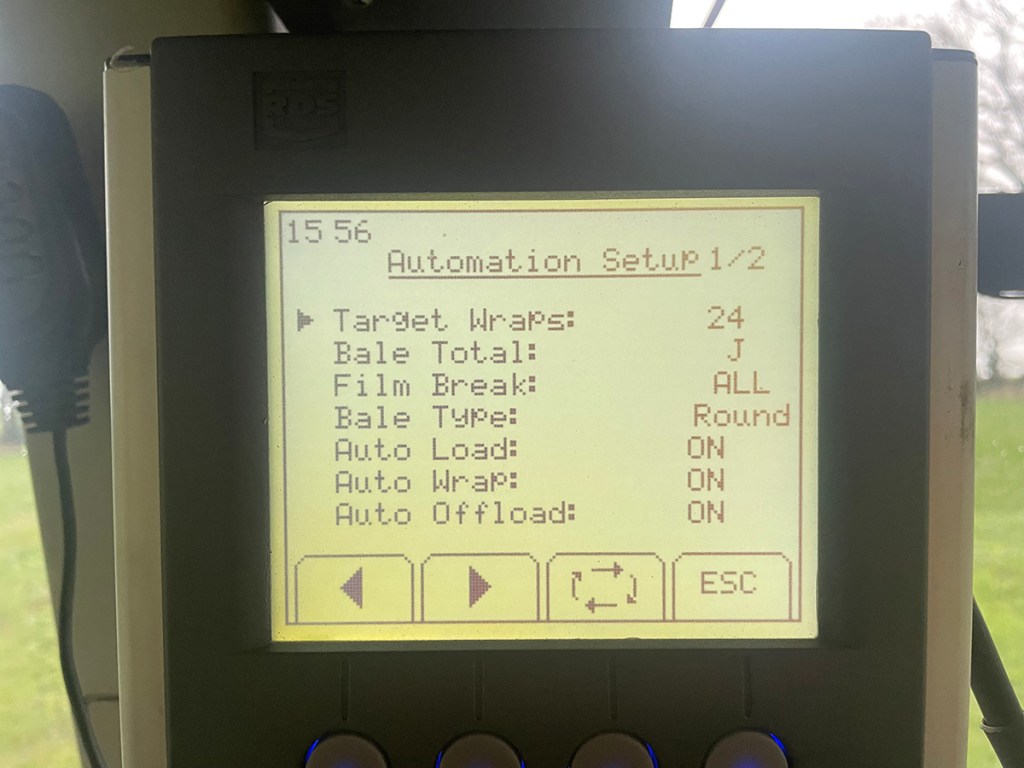 RDS
15 56
Automation Setup 1/2
Target Wraps: 24
Bale Total: J
Film Break: ALL
Bale Type: Round
Auto Load: ON
Auto Wrap: ON
Auto Offload: ON
ESC